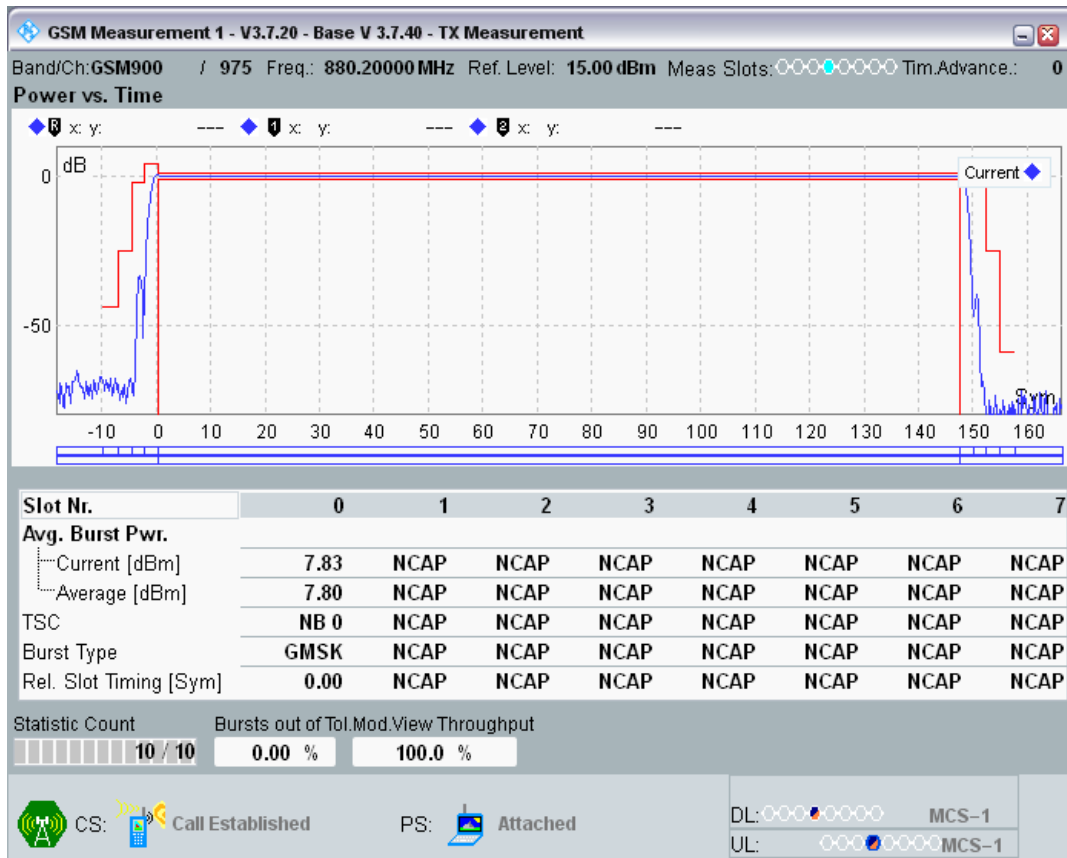 GSM Measurement 1 - V3.7.20 - Base V 3.7.40 - TX Measurement
Band/Ch:GSM900 / 975 Freq.: 880.20000 MHz Ref. Level: 15.00 dBm Meas Slots: Tim.Advance.: 0
Power vs. Time
R x: y: --- 1 x: y: --- 2 x: y: ---
dB
Current
0
-50
Sym
-10 0 10 20 30 40 50 60 70 80 90 100 110 120 130 140 150 160
Slot Nr. 0 1 2 3 4 5 6 7
Avg. Burst Pwr.
Current [dBm] 7.83 NCAP NCAP NCAP NCAP NCAP NCAP NCAP
Average [dBm] 7.80 NCAP NCAP NCAP NCAP NCAP NCAP NCAP
TSC NB 0 NCAP NCAP NCAP NCAP NCAP NCAP NCAP
Burst Type GMSK NCAP NCAP NCAP NCAP NCAP NCAP NCAP
Rel. Slot Timing [Sym] 0.00 NCAP NCAP NCAP NCAP NCAP NCAP NCAP
Statistic Count Bursts out of Tol. Mod.View Throughput
10 / 10 0.00 % 100.0 %
CS: Call Established PS: Attached
DL: MCS-1
UL: MCS-1